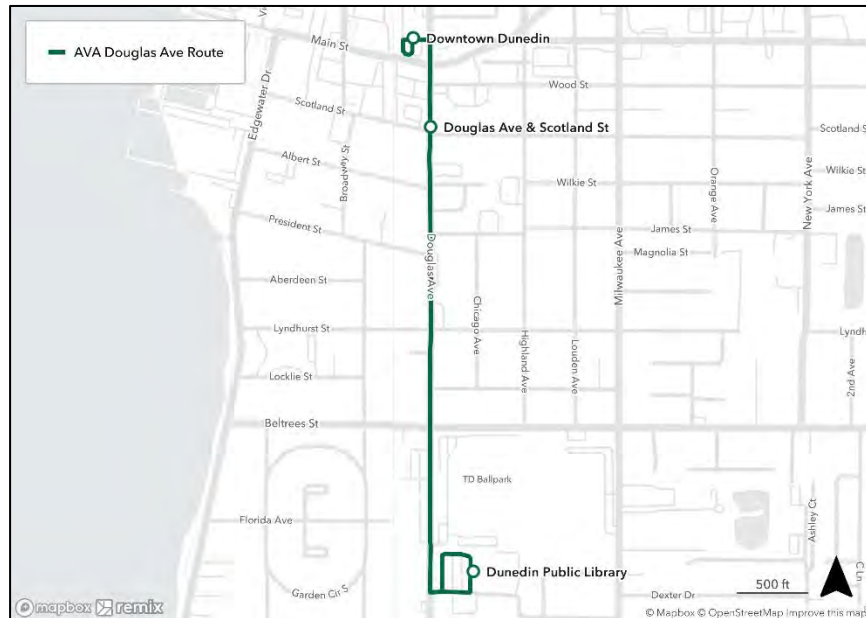 AVA Douglas Ave Route
Downtown Dunedin
Main St
Wood St
Edgewater Dr
Scotland St
Douglas Ave & Scotland St
Scotland S
Albert St
Broadway St
Wilkie St
Orange Ave
New York Ave
Wilkie St
James St
President St
James St
Douglas Ave
Milwaukee Ave
Magnolia St
Aberdeen St
Chicago Ave
Highland Ave
Louden Ave
Lyndhurst St
Lyndh
Locklie St
2nd Ave
Beltrees St
TD Ballpark
Florida Ave
Ashley Ct
C Ln
Dunedin Public Library
Garden Cir S
Dexter Dr
500 ft
mapbox remix
© Mapbox © OpenStreetMap Improve this map